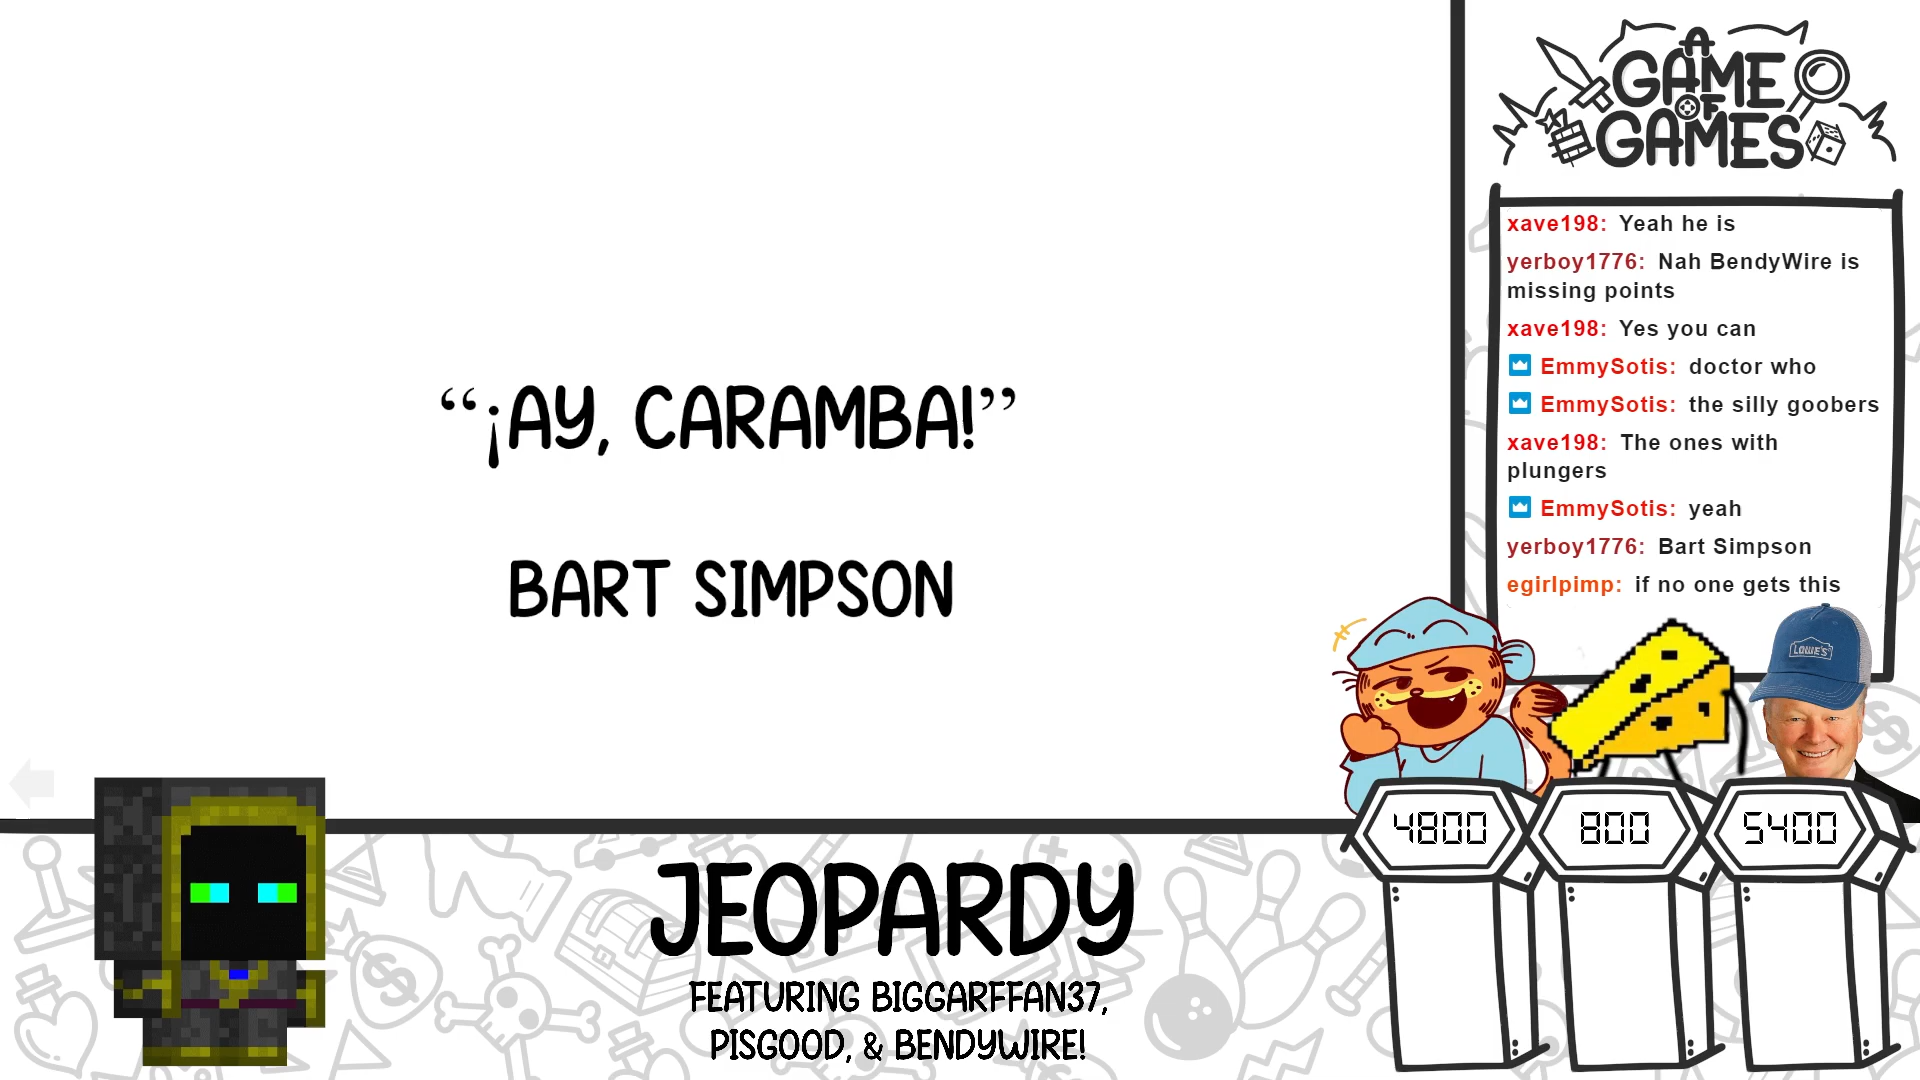 A
GAME
OF
GAMES
xave198: Yeah he is
yerboy1776: Nah BendyWire is
missing points
xave198: Yes you can
EmmySotis: doctor who
EmmySotis: the silly goobers
xave198: The ones with
plungers
EmmySotis: yeah
yerboy1776: Bart Simpson
egirlpimp: if no one gets this
“¡AY, CARAMBA!”
BART SIMPSON
LOWE'S
4800
800
5400
JEOPARDY
FEATURING BIGGARFFAN37,
PISGOOD, & BENDYWIRE!